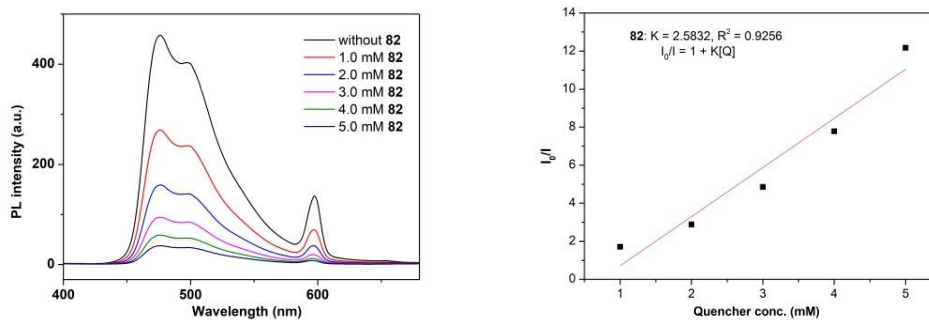 without 82
1.0 mM 82
2.0 mM 82
3.0 mM 82
4.0 mM 82
5.0 mM 82
400
200
0
PL intensity (a.u.)
400 500 600
Wavelength (nm)
82: K = 2.5832, R² = 0.9256
I₀/I = 1 + K[Q]
14
12
10
8
6
4
2
0
I₀/I
1 2 3 4 5
Quencher conc. (mM)